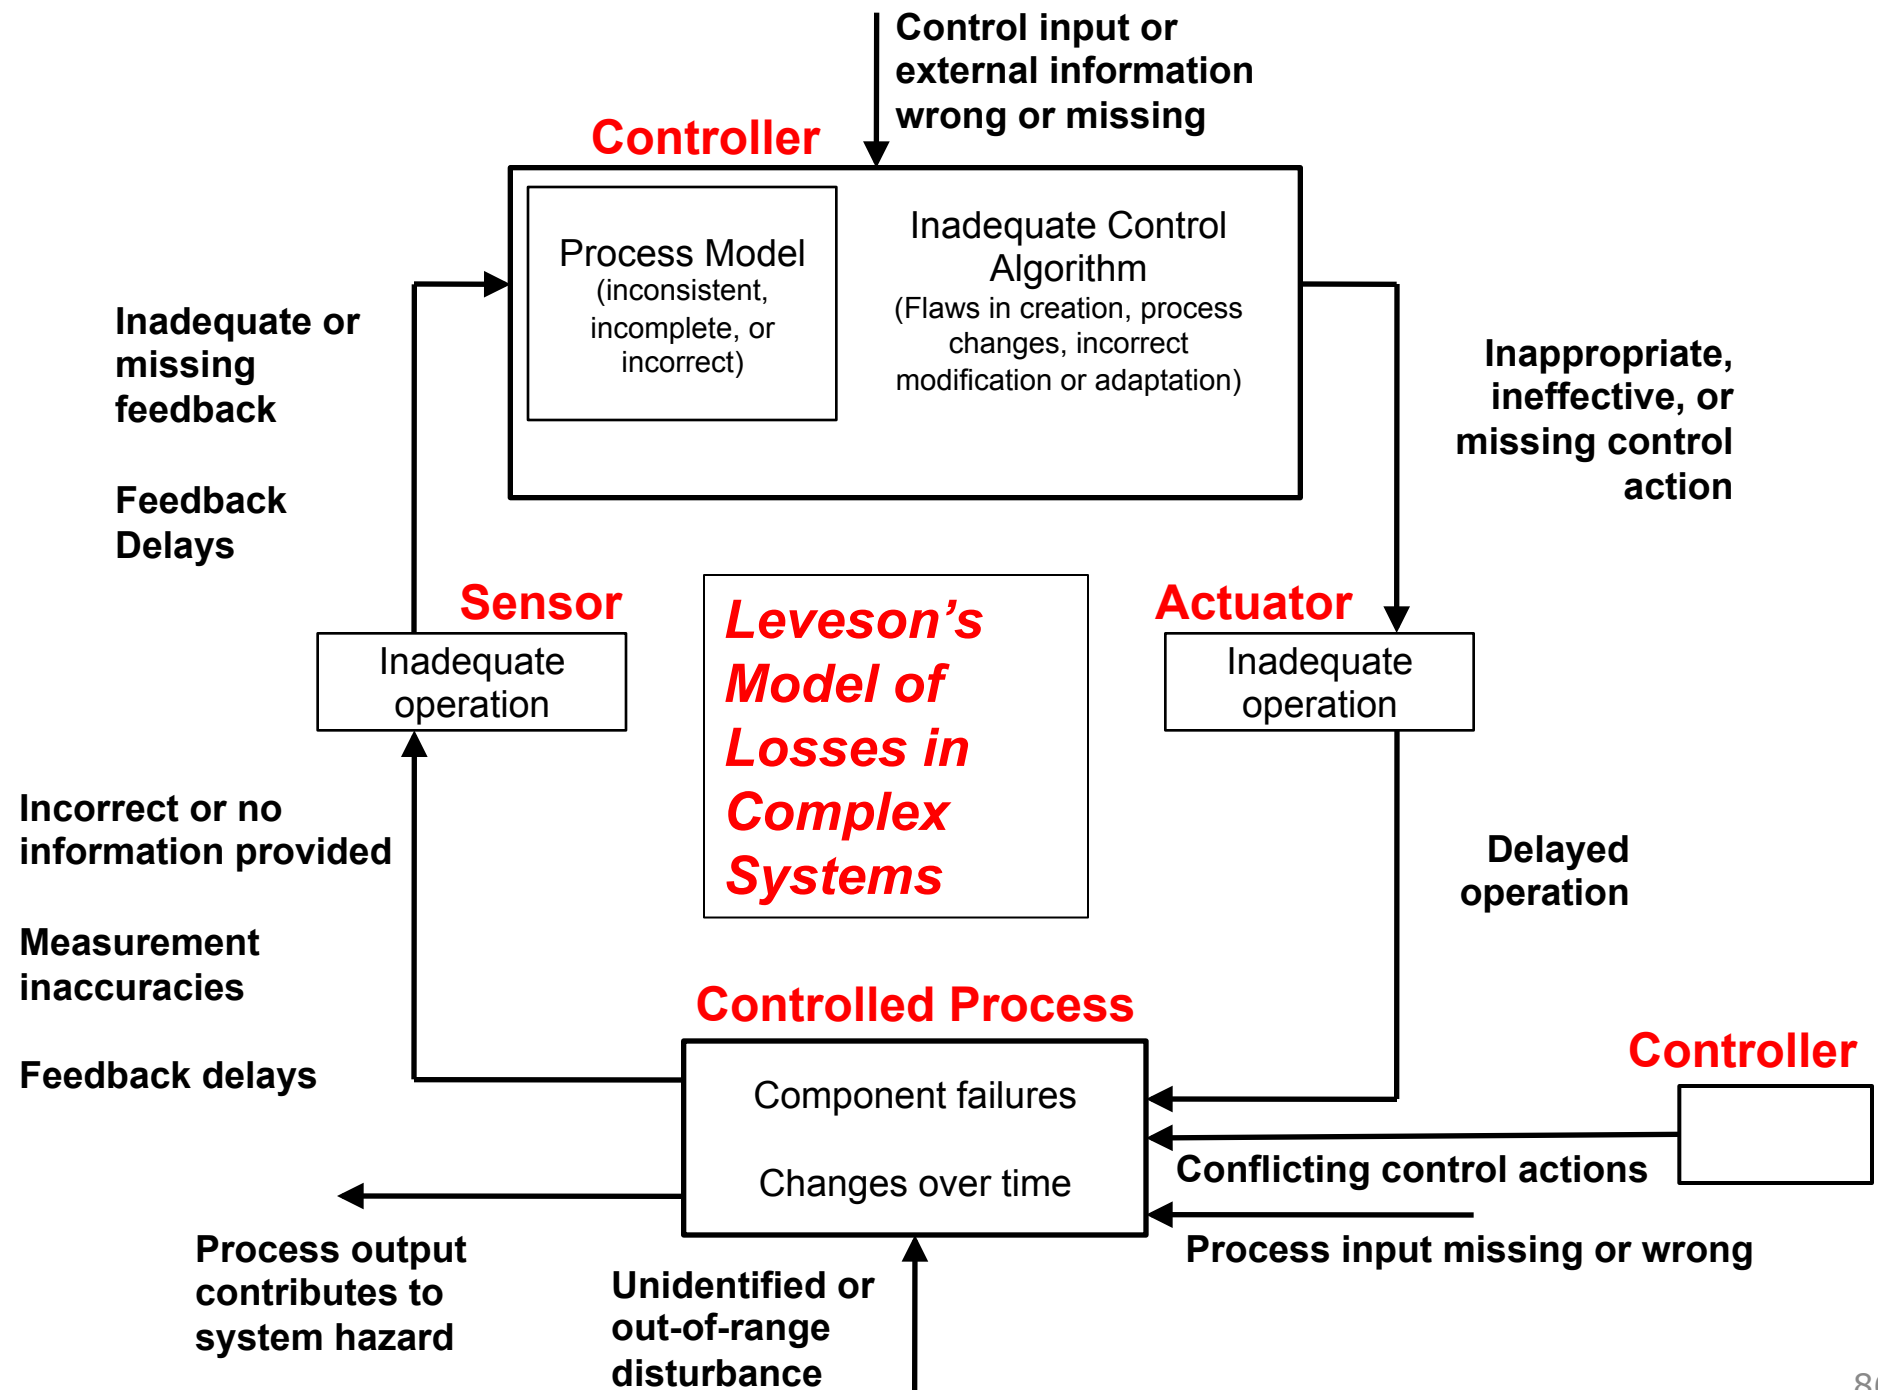 Control input or
external information
wrong or missing
Controller
Process Model
(inconsistent,
incomplete, or
incorrect)
Inadequate Control
Algorithm
(Flaws in creation, process
changes, incorrect
modification or adaptation)
Inadequate or
missing
feedback
Feedback
Delays
Inappropriate,
ineffective, or
missing control
action
Sensor
Inadequate
operation
Leveson’s
Model of
Losses in
Complex
Systems
Actuator
Inadequate
operation
Incorrect or no
information provided
Measurement
inaccuracies
Feedback delays
Delayed
operation
Controlled Process
Component failures
Changes over time
Controller
Conflicting control actions
Process input missing or wrong
Process output
contributes to
system hazard
Unidentified or
out-of-range
disturbance